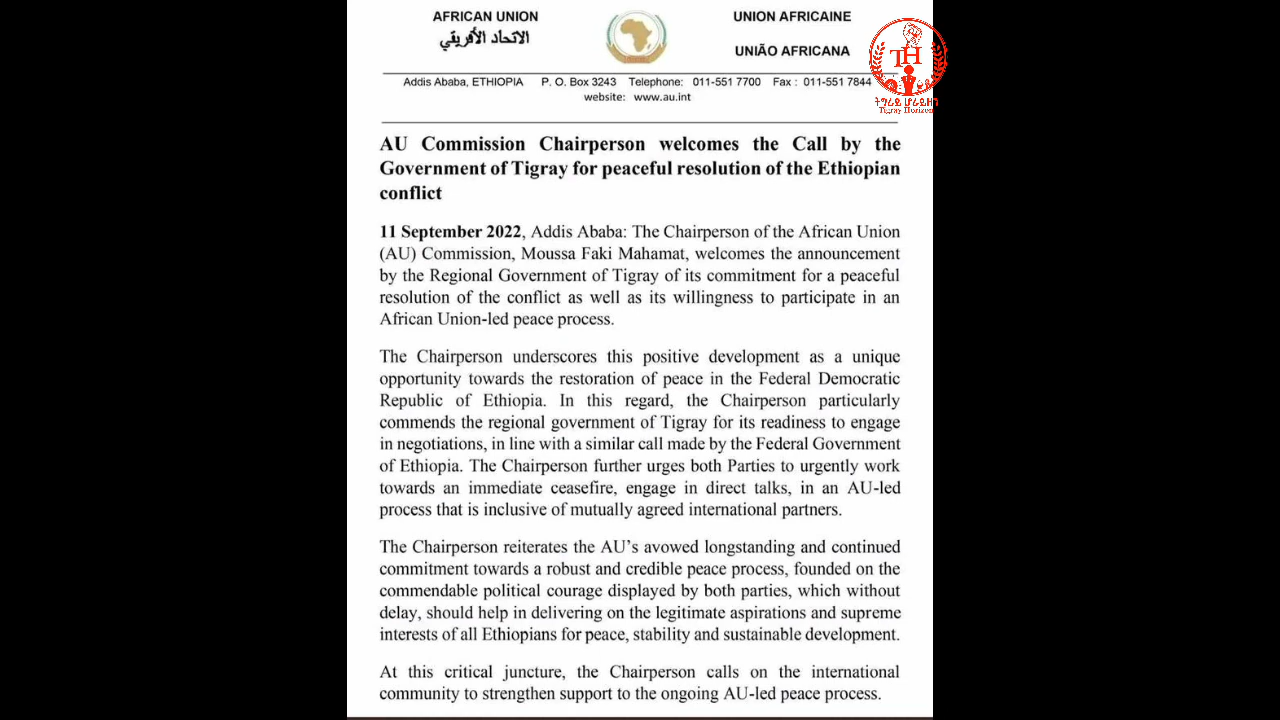 AFRICAN UNION
الاتحاد الأفريقي
UNION AFRICAINE
UNIÃO AFRICANA
TH
ትግራይ ሆራይዘን
Tigray Horizon
Addis Ababa, ETHIOPIA P. O. Box 3243 Telephone: 011-551 7700 Fax : 011-551 7844
website: www.au.int
AU Commission Chairperson welcomes the Call by the
Government of Tigray for peaceful resolution of the Ethiopian
conflict
11 September 2022, Addis Ababa: The Chairperson of the African Union
(AU) Commission, Moussa Faki Mahamat, welcomes the announcement
by the Regional Government of Tigray of its commitment for a peaceful
resolution of the conflict as well as its willingness to participate in an
African Union-led peace process.
The Chairperson underscores this positive development as a unique
opportunity towards the restoration of peace in the Federal Democratic
Republic of Ethiopia. In this regard, the Chairperson particularly
commends the regional government of Tigray for its readiness to engage
in negotiations, in line with a similar call made by the Federal Government
of Ethiopia. The Chairperson further urges both Parties to urgently work
towards an immediate ceasefire, engage in direct talks, in an AU-led
process that is inclusive of mutually agreed international partners.
The Chairperson reiterates the AU's avowed longstanding and continued
commitment towards a robust and credible peace process, founded on the
commendable political courage displayed by both parties, which without
delay, should help in delivering on the legitimate aspirations and supreme
interests of all Ethiopians for peace, stability and sustainable development.
At this critical juncture, the Chairperson calls on the international
community to strengthen support to the ongoing AU-led peace process.